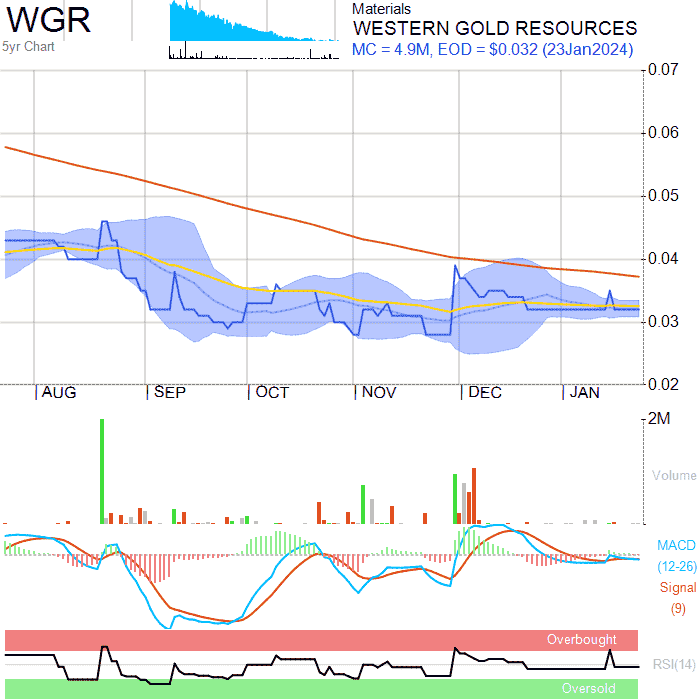 WGR
5yr Chart
Materials
WESTERN GOLD RESOURCES
MC = 4.9M, EOD = $0.032 (23Jan2024)
0.07
0.06
0.05
0.04
0.03
0.02
AUG SEP OCT NOV DEC JAN
2M
Volume
MACD
(12-26)
Signal
(9)
Overbought
RSI(14)
Oversold